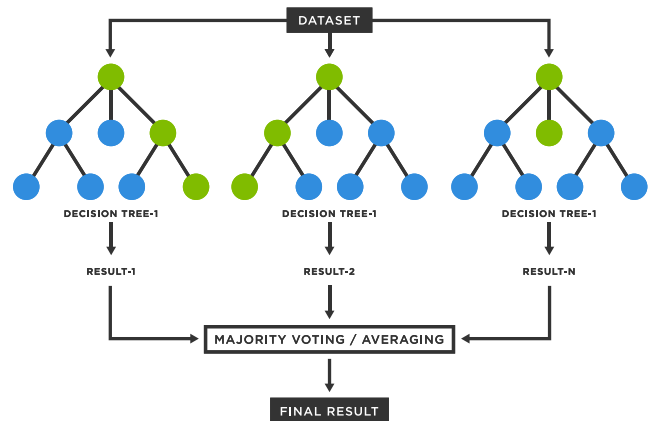 DATASET
DECISION TREE-1
DECISION TREE-1
DECISION TREE-1
RESULT-1
RESULT-2
RESULT-N
MAJORITY VOTING / AVERAGING
FINAL RESULT